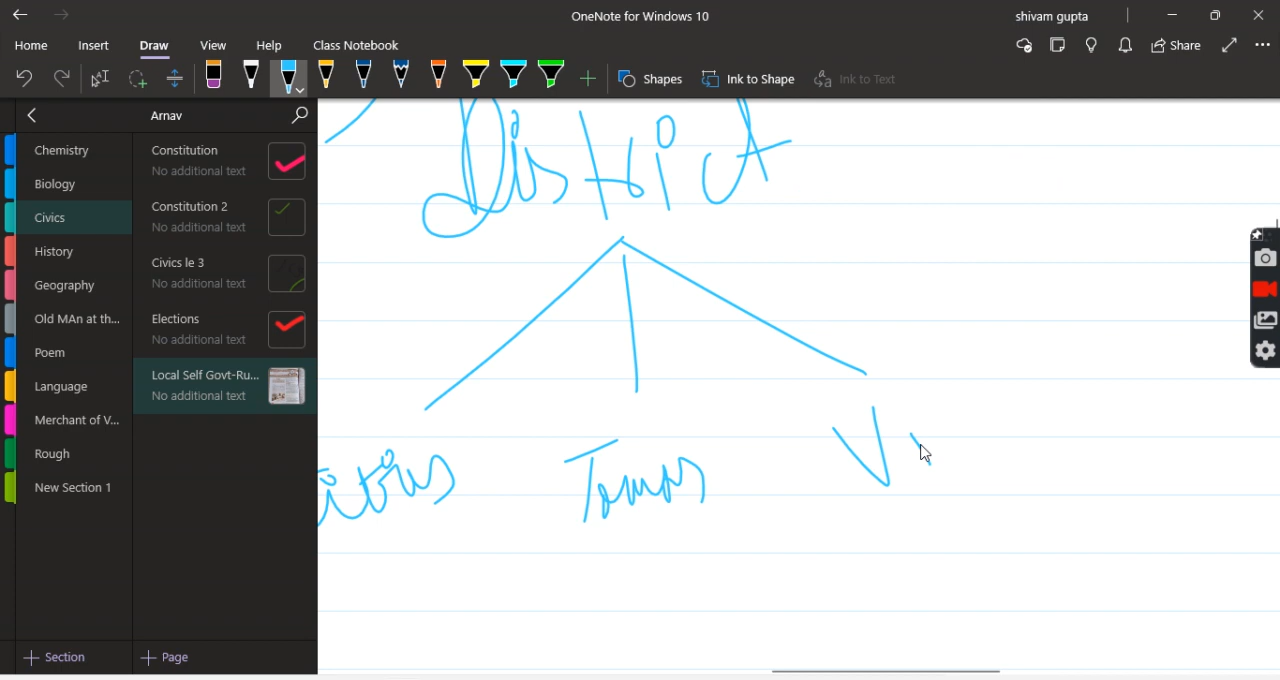 OneNote for Windows 10
shivam gupta
Home Insert Draw View Help Class Notebook
Share
Shapes Ink to Shape Ink to Text
Arnav
Chemistry
Biology
Civics
History
Geography
Old MAn at th...
Poem
Language
Merchant of V...
Rough
New Section 1
Constitution
No additional text
Constitution 2
No additional text
Civics le 3
No additional text
Elections
No additional text
Local Self Govt-Ru...
No additional text
Section
Page
District
Towns